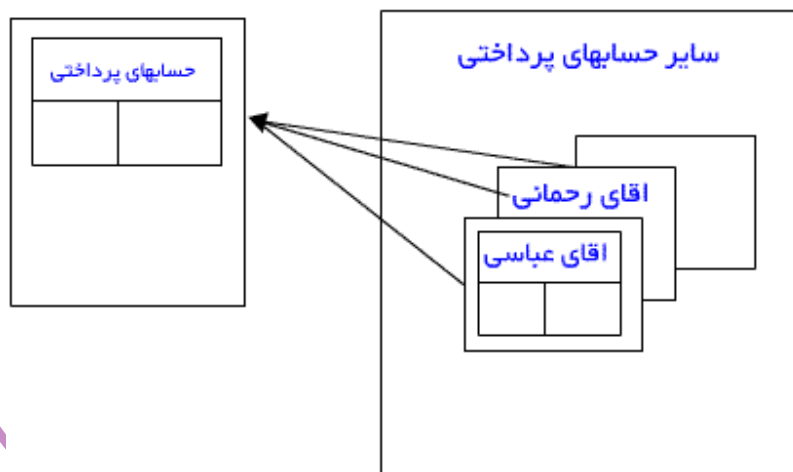 سایر حسابهای پرداختی
حسابهای پرداختی
اقای رحمانی
اقای عباسی